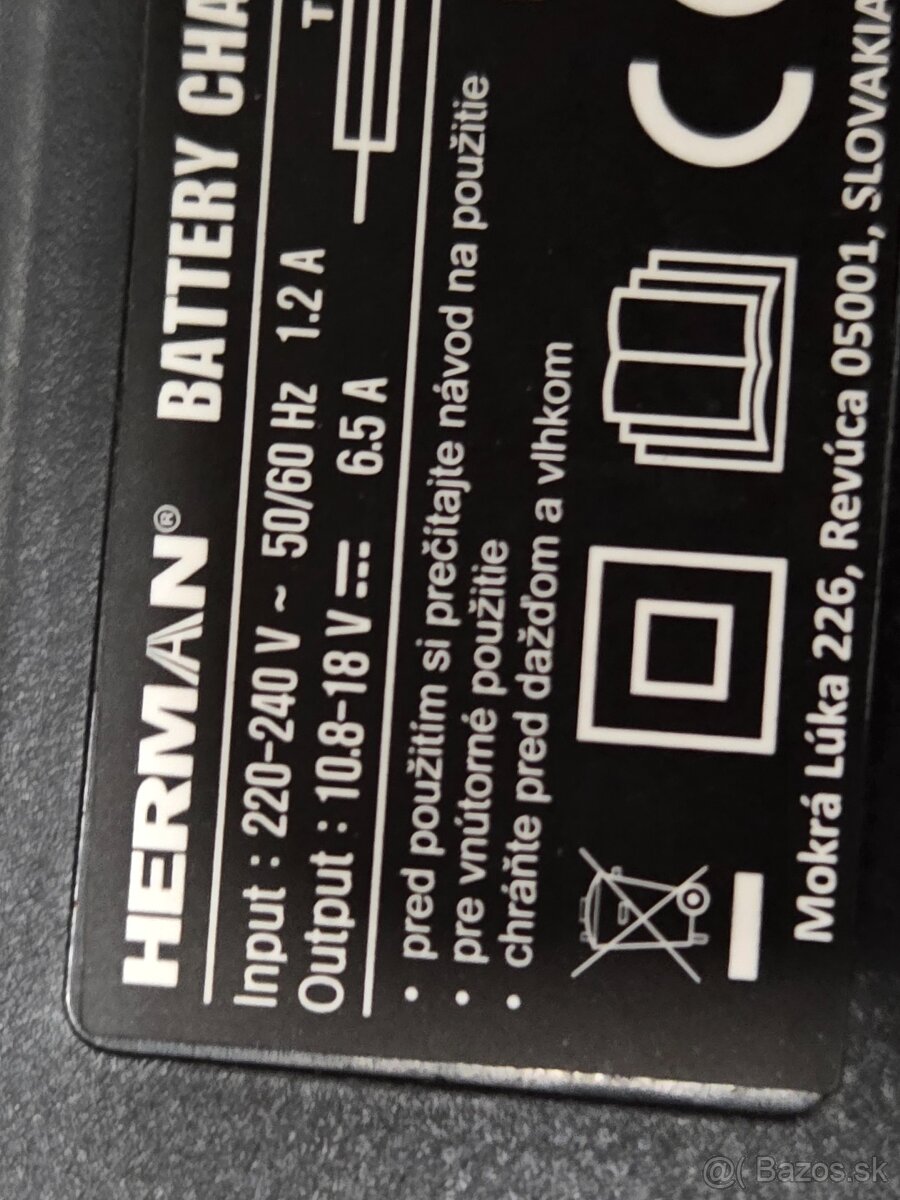 HERMAN® BATTERY CHA
Input : 220-240 V ~ 50/60 Hz 1.2 A
Output : 10.8-18 V 6.5 A
T
• pred použitím si prečítajte návod na použitie
• pre vnútorné použitie
• chráňte pred dažďom a vlhkom
CE
Mokrá Lúka 226, Revúca 05001, SLOVAKIA
@( Bazos.sk